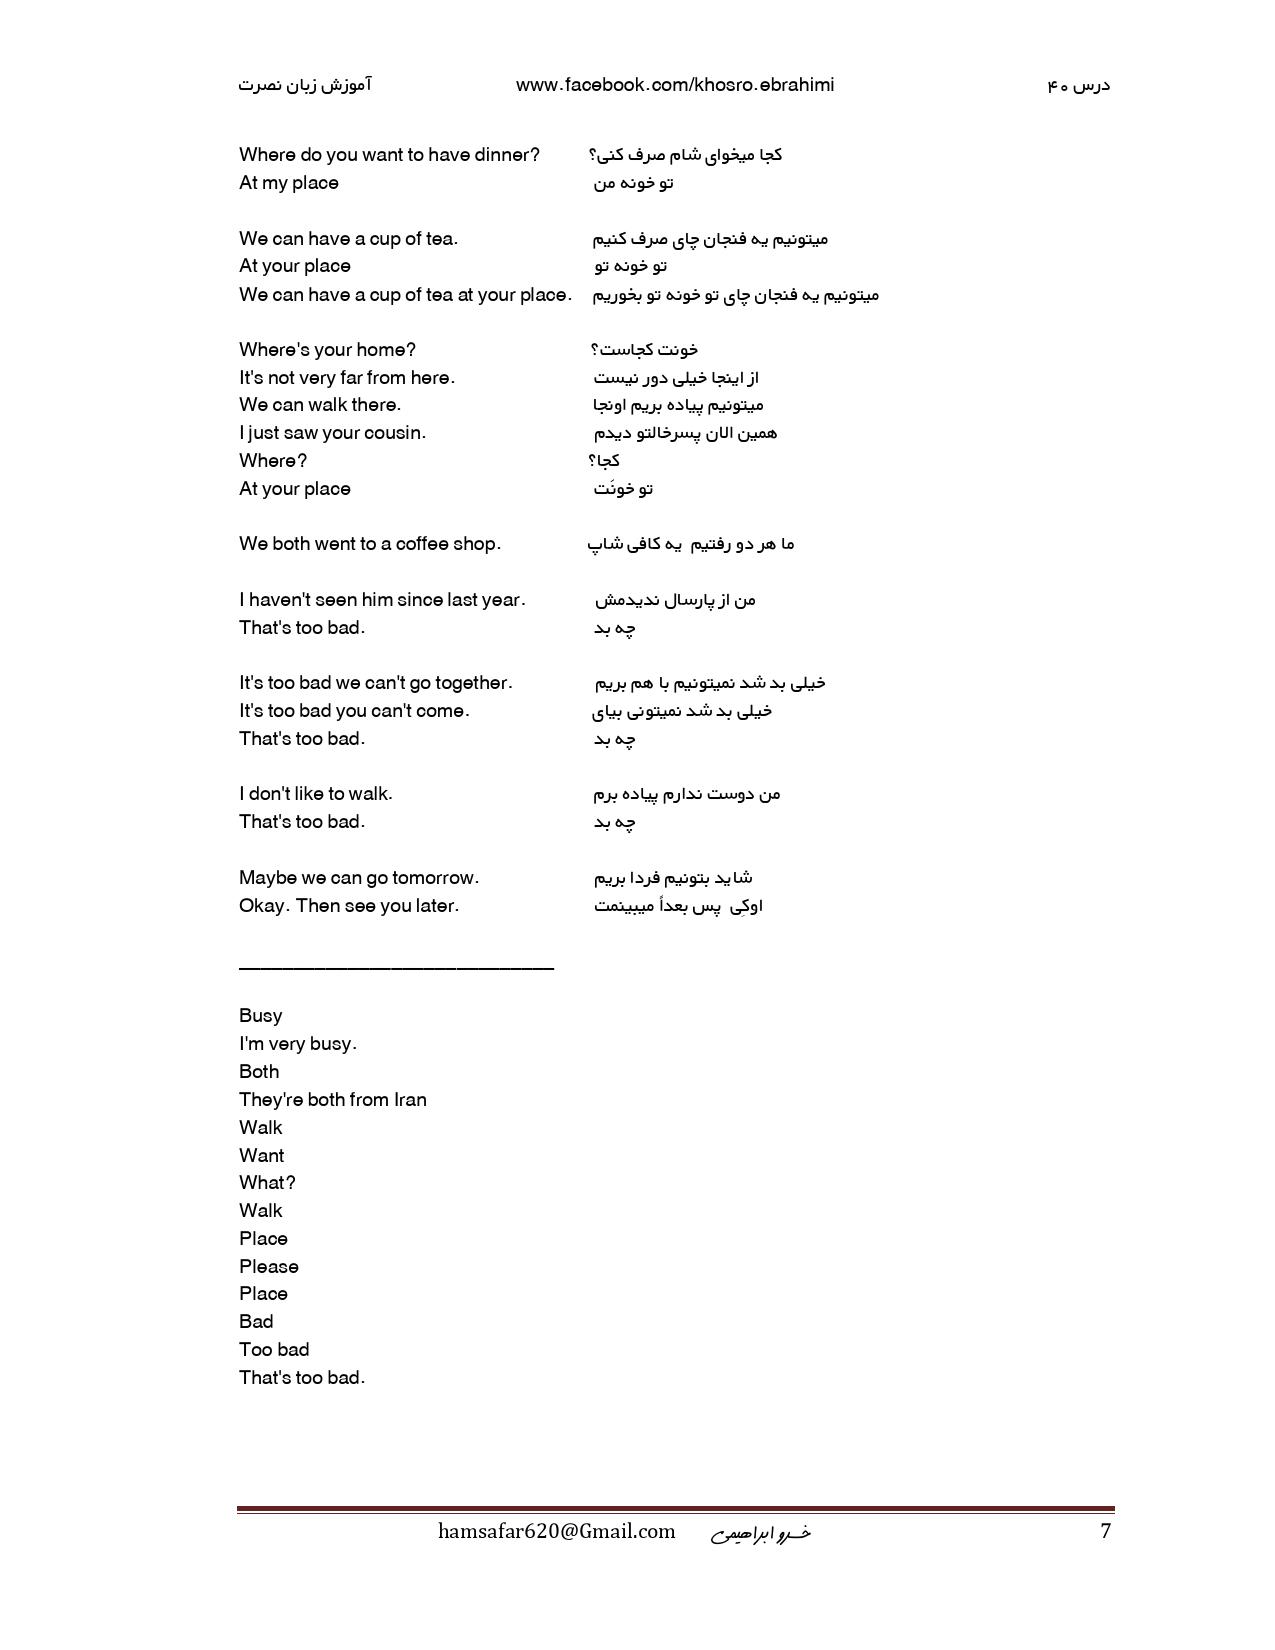 آموزش زبان نصرت www.facebook.com/khosro.ebrahimi درس ۴۰
Where do you want to have dinner? کجا میخوای شام صرف کنی؟
At my place تو خونه من
We can have a cup of tea. میتونیم یه فنجان چای صرف کنیم
At your place تو خونه تو
We can have a cup of tea at your place. میتونیم یه فنجان چای تو خونه تو بخوریم
Where's your home? خونت کجاست؟
It's not very far from here. از اینجا خیلی دور نیست
We can walk there. میتونیم پیاده بریم اونجا
I just saw your cousin. همین الان پسرخالتو دیدم
Where? کجا؟
At your place تو خونَت
We both went to a coffee shop. ما هر دو رفتیم یه کافی شاپ
I haven't seen him since last year. من از پارسال ندیدمش
That's too bad. چه بد
It's too bad we can't go together. خیلی بد شد نمیتونیم با هم بریم
It's too bad you can't come. خیلی بد شد نمیتونی بیای
That's too bad. چه بد
I don't like to walk. من دوست ندارم پیاده برم
That's too bad. چه بد
Maybe we can go tomorrow. شاید بتونیم فردا بریم
Okay. Then see you later. اوکِی پس بعداً میبینمت
Busy
I'm very busy.
Both
They're both from Iran
Walk
Want
What?
Walk
Place
Please
Place
Bad
Too bad
That's too bad.
hamsafar620@Gmail.com خسرو ابراهیمی 7